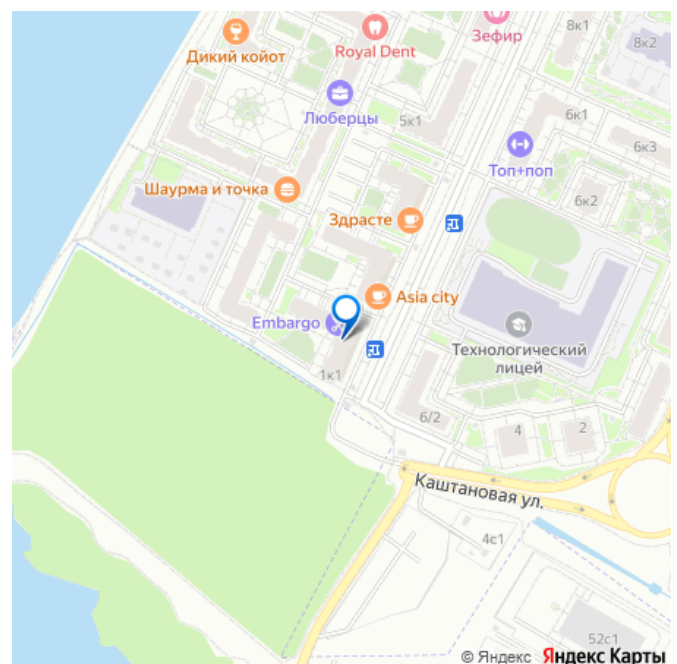 8к1
Зефир
8к2
Дикий койот
Royal Dent
Люберцы
5к1
6к1
6к3
Топ+поп
Шаурма и точка
6к2
Здрасте
Asia city
Embargo
Технологический
лицей
1к1
6/2
4
2
Каштановая ул.
4с1
52с1
© Яндекс Яндекс Карты